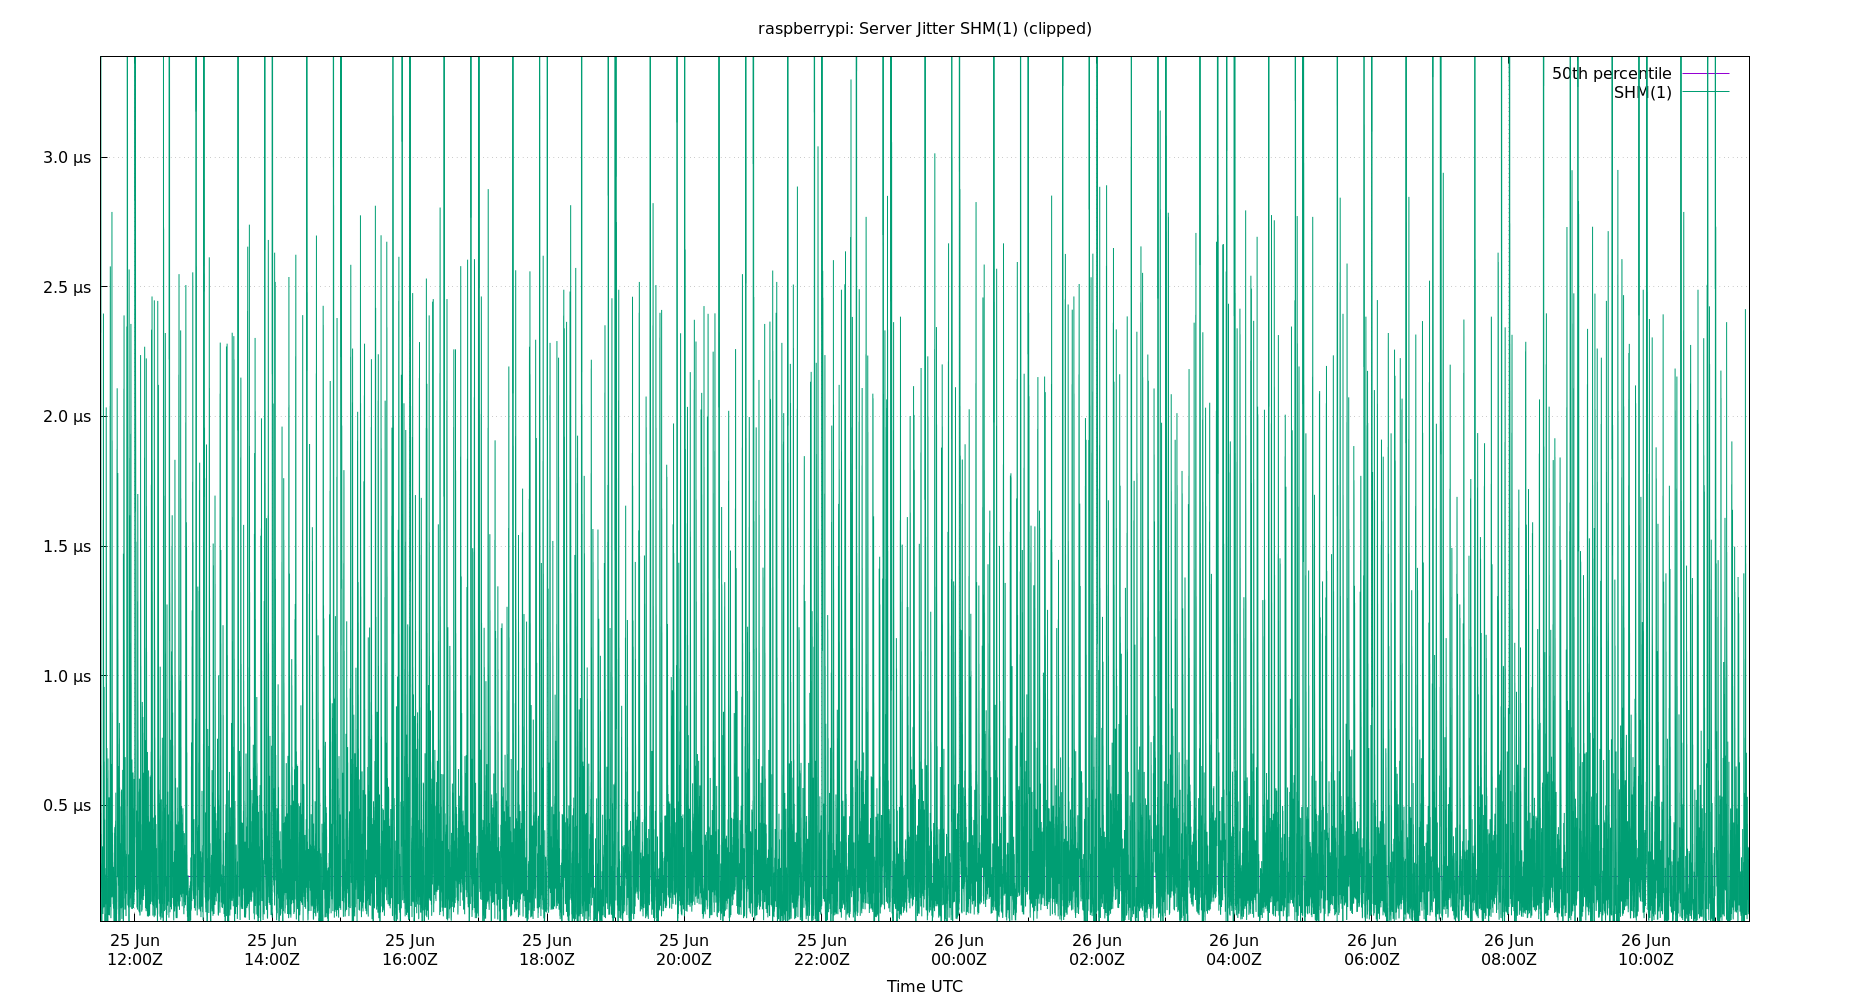 raspberrypi: Server Jitter SHM(1) (clipped)
50th percentile
SHM(1)
3.0 µs
2.5 µs
2.0 µs
1.5 µs
1.0 µs
0.5 µs
25 Jun 25 Jun 25 Jun 25 Jun 25 Jun 25 Jun 26 Jun 26 Jun 26 Jun 26 Jun 26 Jun 26 Jun
12:00Z 14:00Z 16:00Z 18:00Z 20:00Z 22:00Z 00:00Z 02:00Z 04:00Z 06:00Z 08:00Z 10:00Z
Time UTC